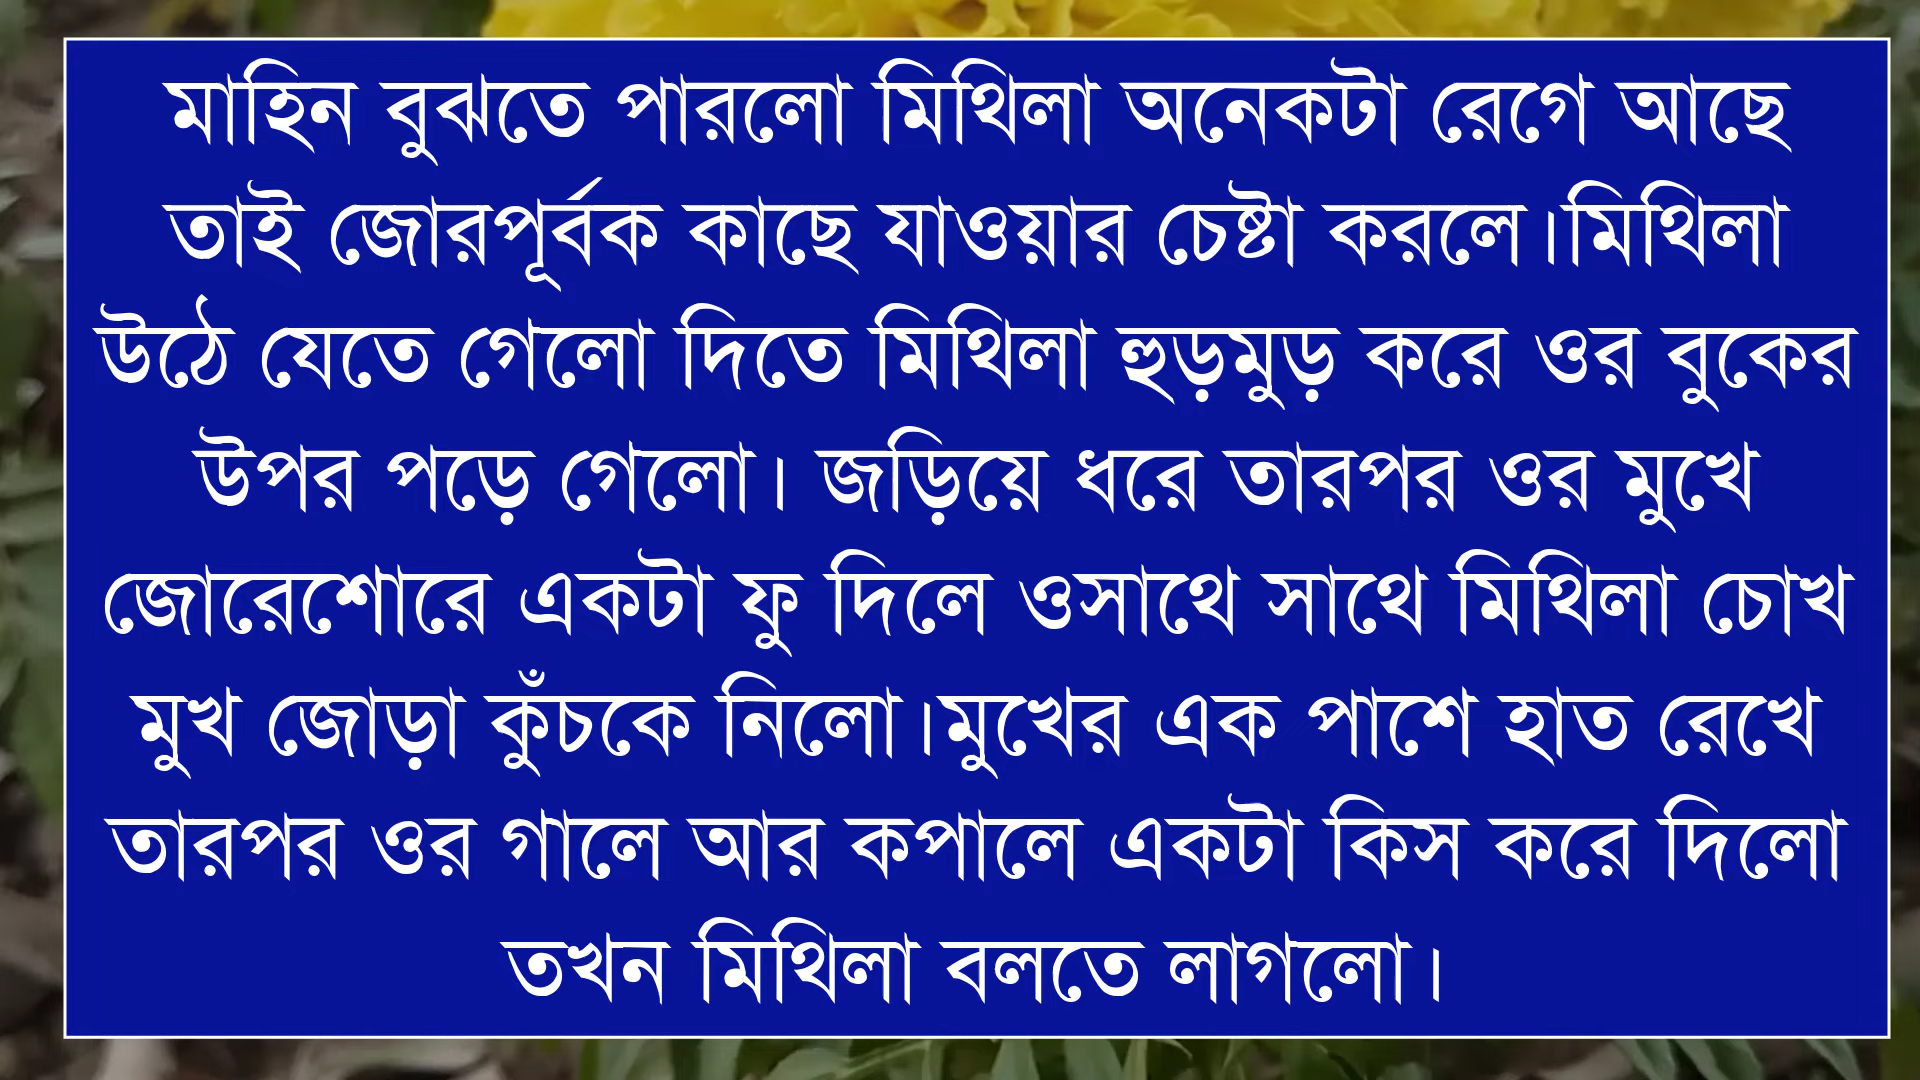 মাহিন বুঝতে পারলো মিথিলা অনেকটা রেগে আছে
তাই জোরপূর্বক কাছে যাওয়ার চেষ্টা করলে।মিথিলা
উঠে যেতে গেলো দিতে মিথিলা হুড়মুড় করে ওর বুকের
উপর পড়ে গেলো। জড়িয়ে ধরে তারপর ওর মুখে
জোরেশোরে একটা ফু দিলে ওসাথে সাথে মিথিলা চোখ
মুখ জোড়া কুঁচকে নিলো।মুখের এক পাশে হাত রেখে
তারপর ওর গালে আর কপালে একটা কিস করে দিলো
তখন মিথিলা বলতে লাগলো।